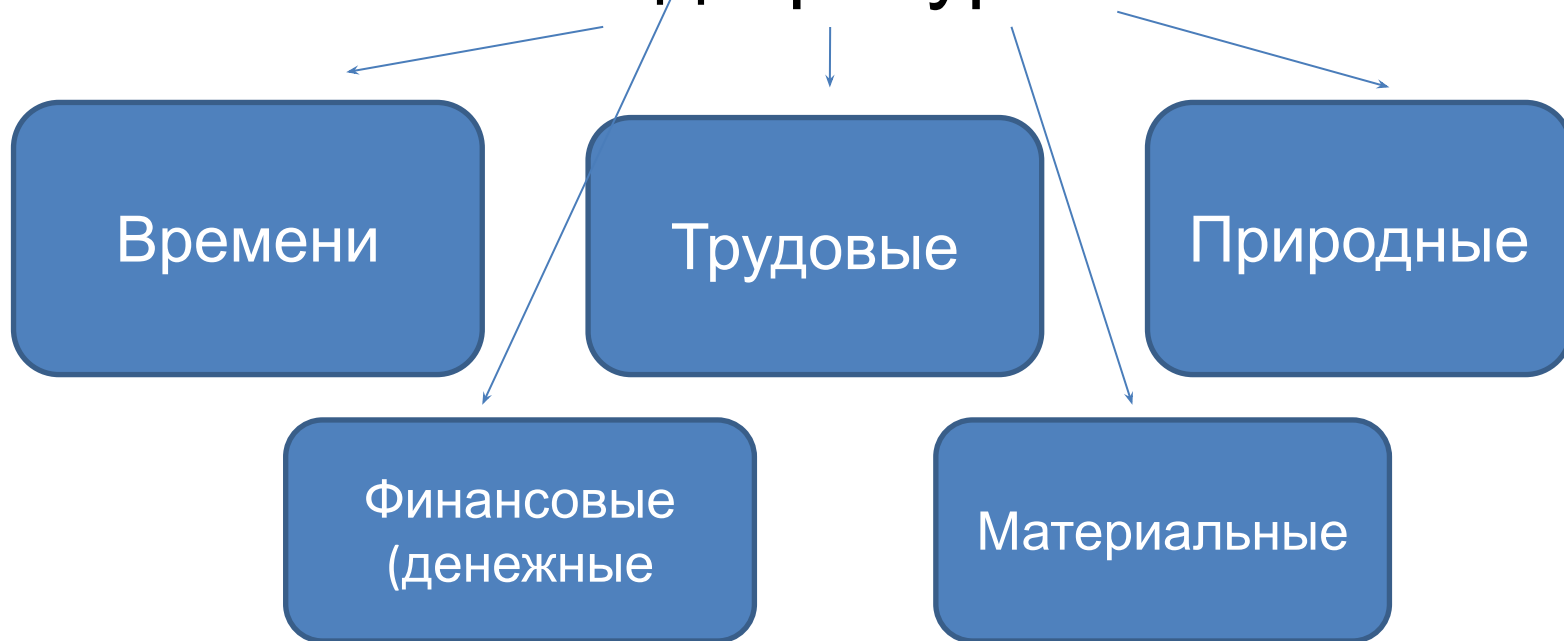 Времени
Трудовые
Природные
Финансовые
(денежные
Материальные